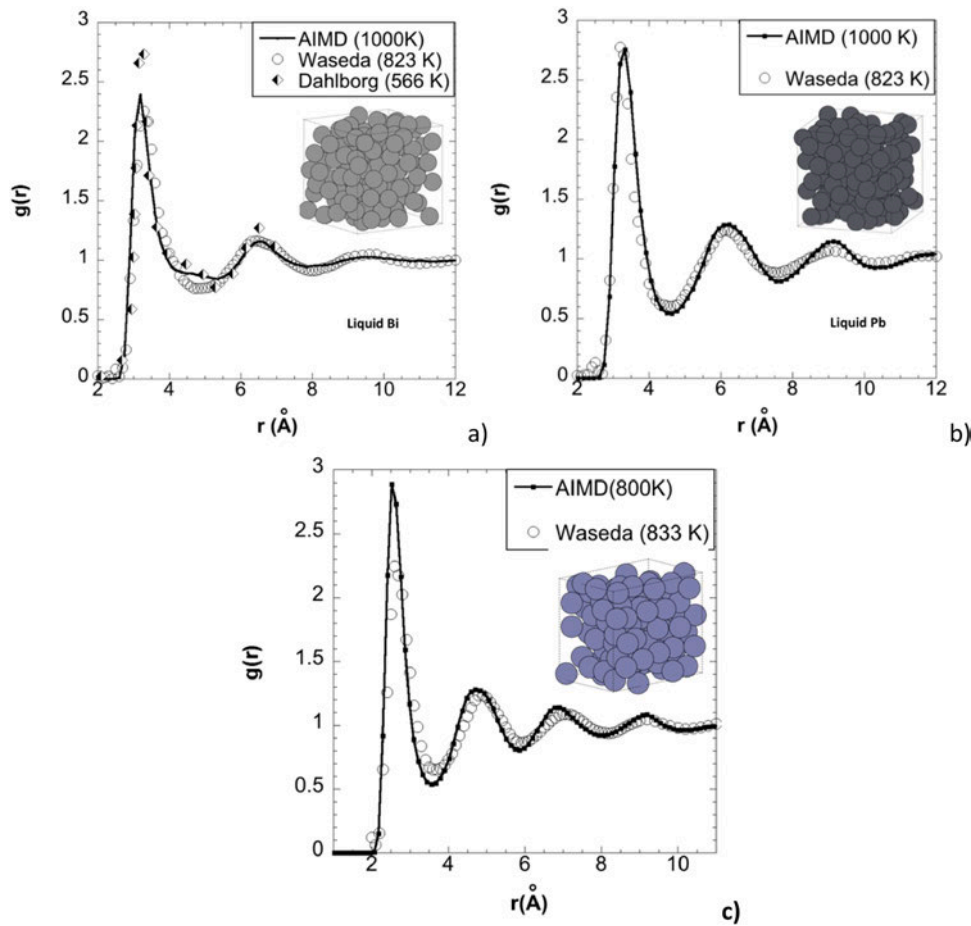 3
2.5
2
1.5
1
0.5
0
g(r)
AIMD (1000K)
Waseda (823 K)
Dahlborg (566 K)
Liquid Bi
2 4 6 8 10 12
r (Å)
a)
3
2.5
2
1.5
1
0.5
0
g(r)
AIMD (1000 K)
Waseda (823 K)
Liquid Pb
2 4 6 8 10 12
r (Å)
b)
3
2.5
2
1.5
1
0.5
0
g(r)
AIMD(800K)
Waseda (833 K)
2 4 6 8 10
r(Å)
c)